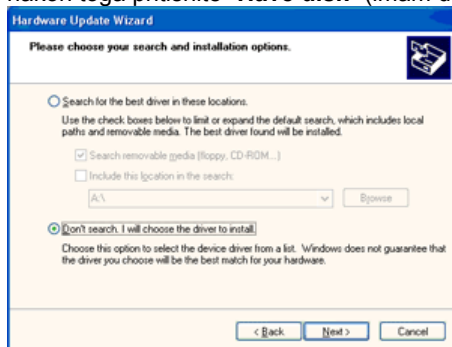 Hardware Update Wizard
Please choose your search and installation options.
Search for the best driver in these locations.
Use the check boxes below to limit or expand the default search, which includes local
paths and removable media. The best driver found will be installed.
Search removable media (floppy, CD-ROM...)
Include this location in the search:
A:\ Browse
Don't search. I will choose the driver to install.
Choose this option to select the device driver from a list. Windows does not guarantee that
the driver you choose will be the best match for your hardware.
< Back Next > Cancel